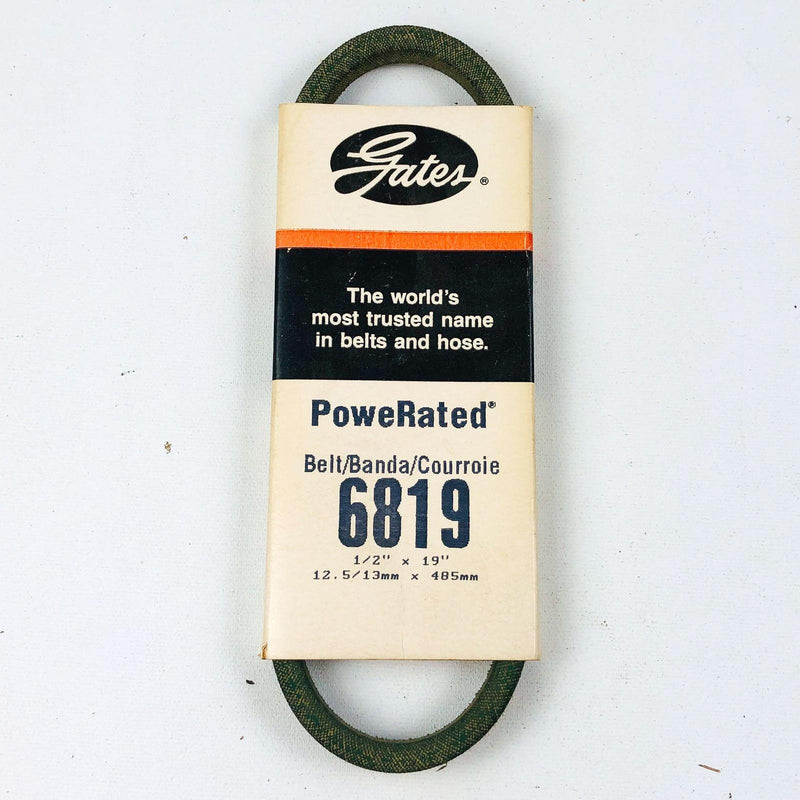 Gates®
The world's
most trusted name
in belts and hose.
PoweRated®
Belt/Banda/Courroie
6819
1/2" x 19"
12.5/13mm x 485mm